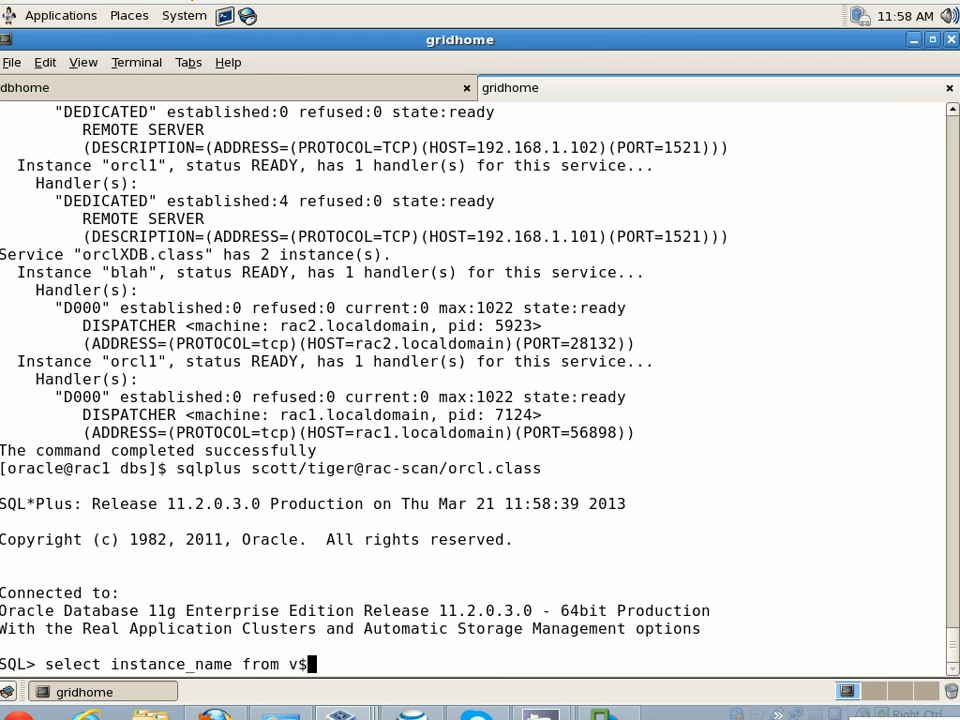 Applications Places System 11:58 AM
gridhome
File Edit View Terminal Tabs Help
dbhome gridhome
"DEDICATED" established:0 refused:0 state:ready
REMOTE SERVER
(DESCRIPTION=(ADDRESS=(PROTOCOL=TCP)(HOST=192.168.1.102)(PORT=1521)))
Instance "orcl1", status READY, has 1 handler(s) for this service...
Handler(s):
"DEDICATED" established:4 refused:0 state:ready
REMOTE SERVER
(DESCRIPTION=(ADDRESS=(PROTOCOL=TCP)(HOST=192.168.1.101)(PORT=1521)))
Service "orclXDB.class" has 2 instance(s).
Instance "blah", status READY, has 1 handler(s) for this service...
Handler(s):
"D000" established:0 refused:0 current:0 max:1022 state:ready
DISPATCHER <machine: rac2.localdomain, pid: 5923>
(ADDRESS=(PROTOCOL=tcp)(HOST=rac2.localdomain)(PORT=28132))
Instance "orcl1", status READY, has 1 handler(s) for this service...
Handler(s):
"D000" established:0 refused:0 current:0 max:1022 state:ready
DISPATCHER <machine: rac1.localdomain, pid: 7124>
(ADDRESS=(PROTOCOL=tcp)(HOST=rac1.localdomain)(PORT=56898))
The command completed successfully
[oracle@rac1 dbs]$ sqlplus scott/tiger@rac-scan/orcl.class
SQL*Plus: Release 11.2.0.3.0 Production on Thu Mar 21 11:58:39 2013
Copyright (c) 1982, 2011, Oracle.  All rights reserved.
Connected to:
Oracle Database 11g Enterprise Edition Release 11.2.0.3.0 - 64bit Production
With the Real Application Clusters and Automatic Storage Management options
SQL> select instance_name from v$
gridhome
Right Ctrl